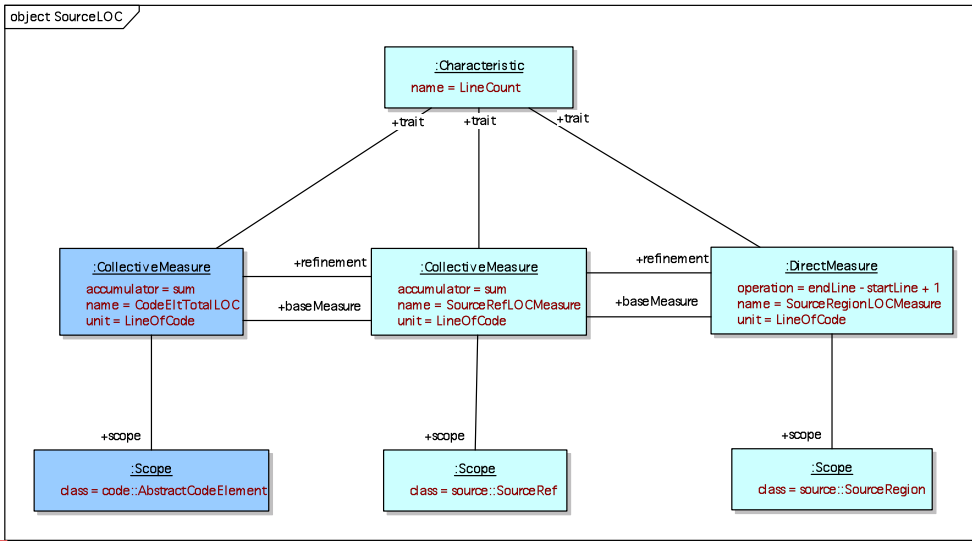 object SourceLOC
:Characteristic
name = LineCount
+trait
+trait
+trait
:CollectiveMeasure
accumulator = sum
name = CodeEltTotalLOC
unit = LineOfCode
+refinement
+baseMeasure
:CollectiveMeasure
accumulator = sum
name = SourceRefLOCMeasure
unit = LineOfCode
+refinement
+baseMeasure
:DirectMeasure
operation = endLine - startLine + 1
name = SourceRegionLOCMeasure
unit = LineOfCode
+scope
+scope
+scope
:Scope
class = code::AbstractCodeElement
:Scope
class = source::SourceRef
:Scope
class = source::SourceRegion